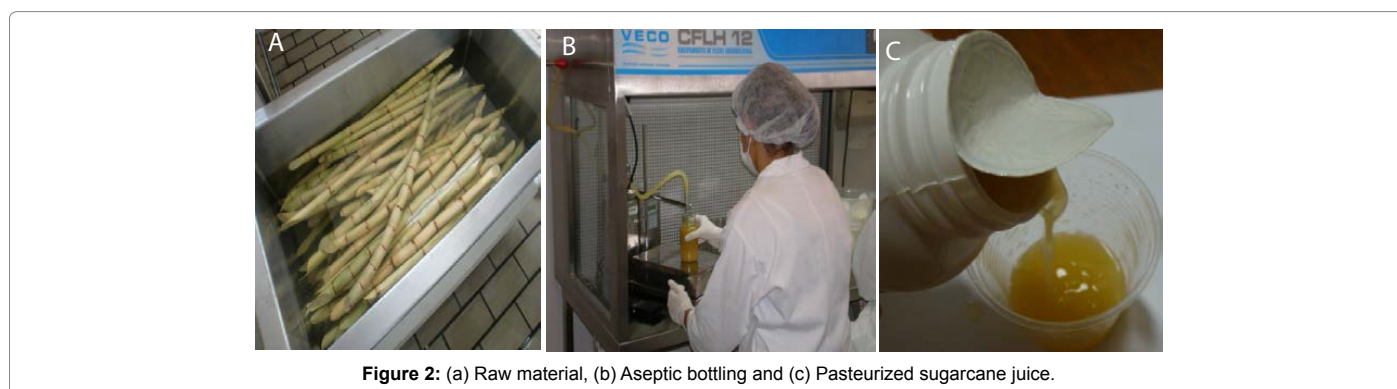 A
B
C
VECO CFLH 12
Figure 2: (a) Raw material, (b) Aseptic bottling and (c) Pasteurized sugarcane juice.